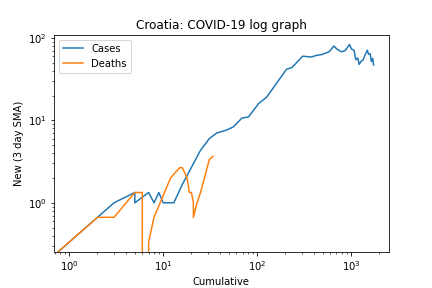 Croatia: COVID-19 log graph
Cases
Deaths
New (3 day SMA)
10²
10¹
10⁰
10⁰ 10¹ 10² 10³
Cumulative